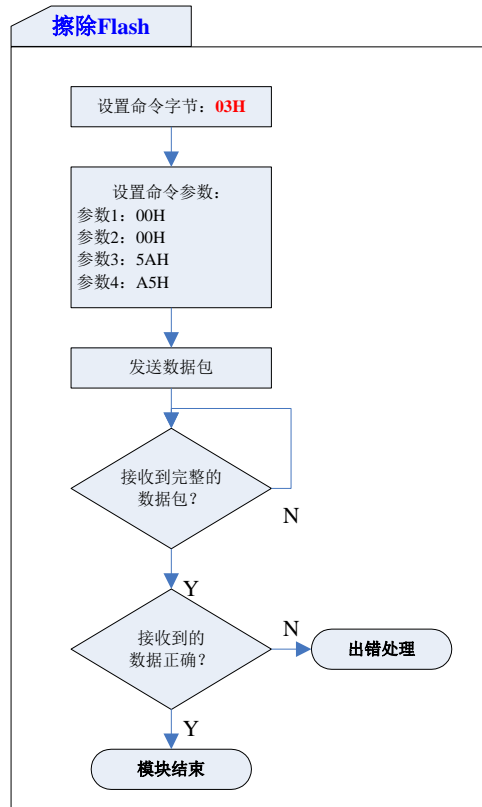 擦除Flash
设置命令字节：03H
设置命令参数：
参数1：00H
参数2：00H
参数3：5AH
参数4：A5H
发送数据包
接收到完整的
数据包？
N
Y
接收到的
数据正确？
N
出错处理
Y
模块结束